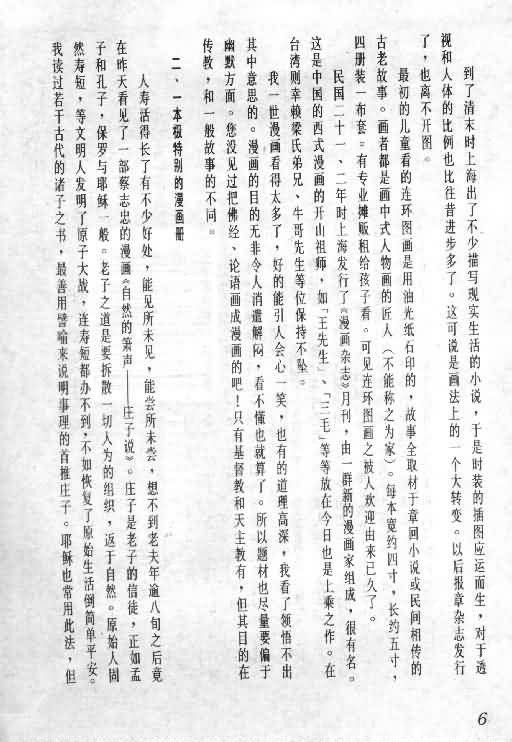 到了清末时上海出了不少描写现实生活的小说，于是时装的插图应运而生，对于透
视和人体的比例也比往昔进步多了。这可说是画法上的一个大转变。以后报章杂志发行
了，也离不开图。
最初的儿童看的连环图画是用油光纸石印的，故事全取材于章回小说或民间相传的
古老故事。画者都是画中式人物画的匠人（不能称之为家）。每本宽约四寸，长约五寸，
四册装一布套。有专业摊贩租给孩子看。可见连环图画之被人欢迎由来已久了。
民国二十一、二年时上海发行了《漫画杂志》月刊，由一群新的漫画家组成，很有名。
这是中国的西式漫画的开山祖师，如「王先生」、「三毛」等等放在今日也是上乘之作。在
台湾则幸赖梁氏弟兄、牛哥先生等位保持不坠。
我一世漫画看得太多了，好的能引人会心一笑，也有的道理高深，我看了领悟不出
其中意思的。漫画的目的无非令人消遣解闷，看不懂也就算了。所以题材也尽量要偏于
幽默方面。您没见过把佛经、论语画成漫画的吧！只有基督教和天主教有，但其目的在
传教，和一般故事的不同。
二、一本极特别的漫画册
人寿活得长了有不少好处，能见所未见，能尝所未尝，想不到老夫年逾八旬之后竟
在昨天看见了一部蔡志忠的漫画《自然的箫声——庄子说》。庄子是老子的信徒，正如孟
子和孔子，保罗与耶稣一般。老子之道是要拆散一切人为的组织，返于自然。原始人固
然寿短，等文明人发明了原子大战，连寿短都办不到，不如恢复了原始生活倒简单平安。
我读过若干古代的诸子之书，最善用譬喻来说明事理的首推庄子。耶稣也常用此法，但
6